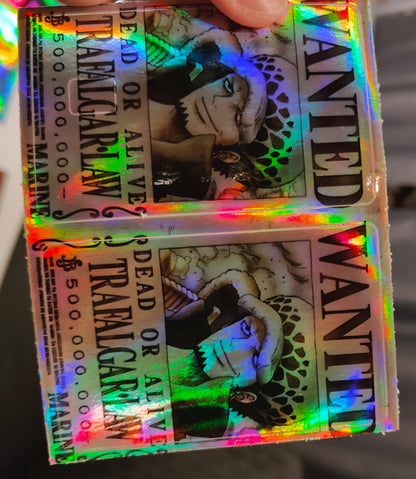 WANTED
DEAD OR ALIVE
TRAFALGAR LAW
฿500,000,000-
MARINE
WANTED
DEAD OR ALIVE
TRAFALGAR LAW
฿500,000,000-
MARINE